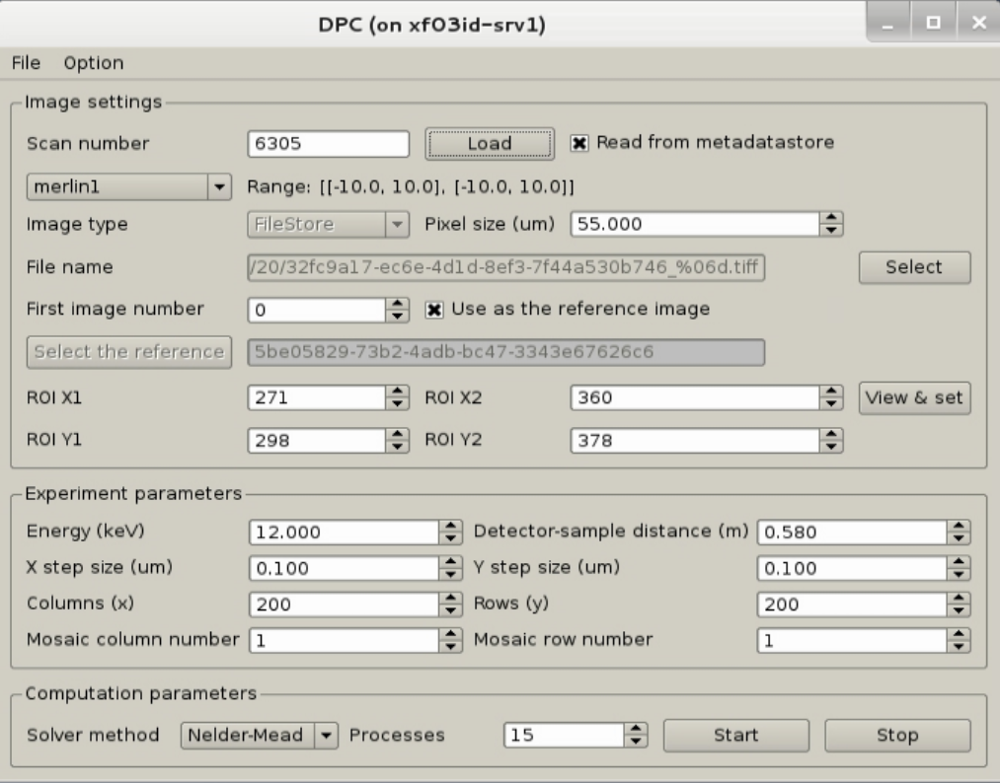 DPC (on xf03id-srv1)
File Option
Image settings
Scan number 6305 Load Read from metadatastore
merlin1 Range: [[-10.0, 10.0], [-10.0, 10.0]]
Image type FileStore Pixel size (um) 55.000
File name /20/32fc9a17-ec6e-4d1d-8ef3-7f44a530b746_%06d.tiff Select
First image number 0 Use as the reference image
Select the reference 5be05829-73b2-4adb-bc47-3343e67626c6
ROI X1 271 ROI X2 360 View & set
ROI Y1 298 ROI Y2 378
Experiment parameters
Energy (keV) 12.000 Detector-sample distance (m) 0.580
X step size (um) 0.100 Y step size (um) 0.100
Columns (x) 200 Rows (y) 200
Mosaic column number 1 Mosaic row number 1
Computation parameters
Solver method Nelder-Mead Processes 15 Start Stop